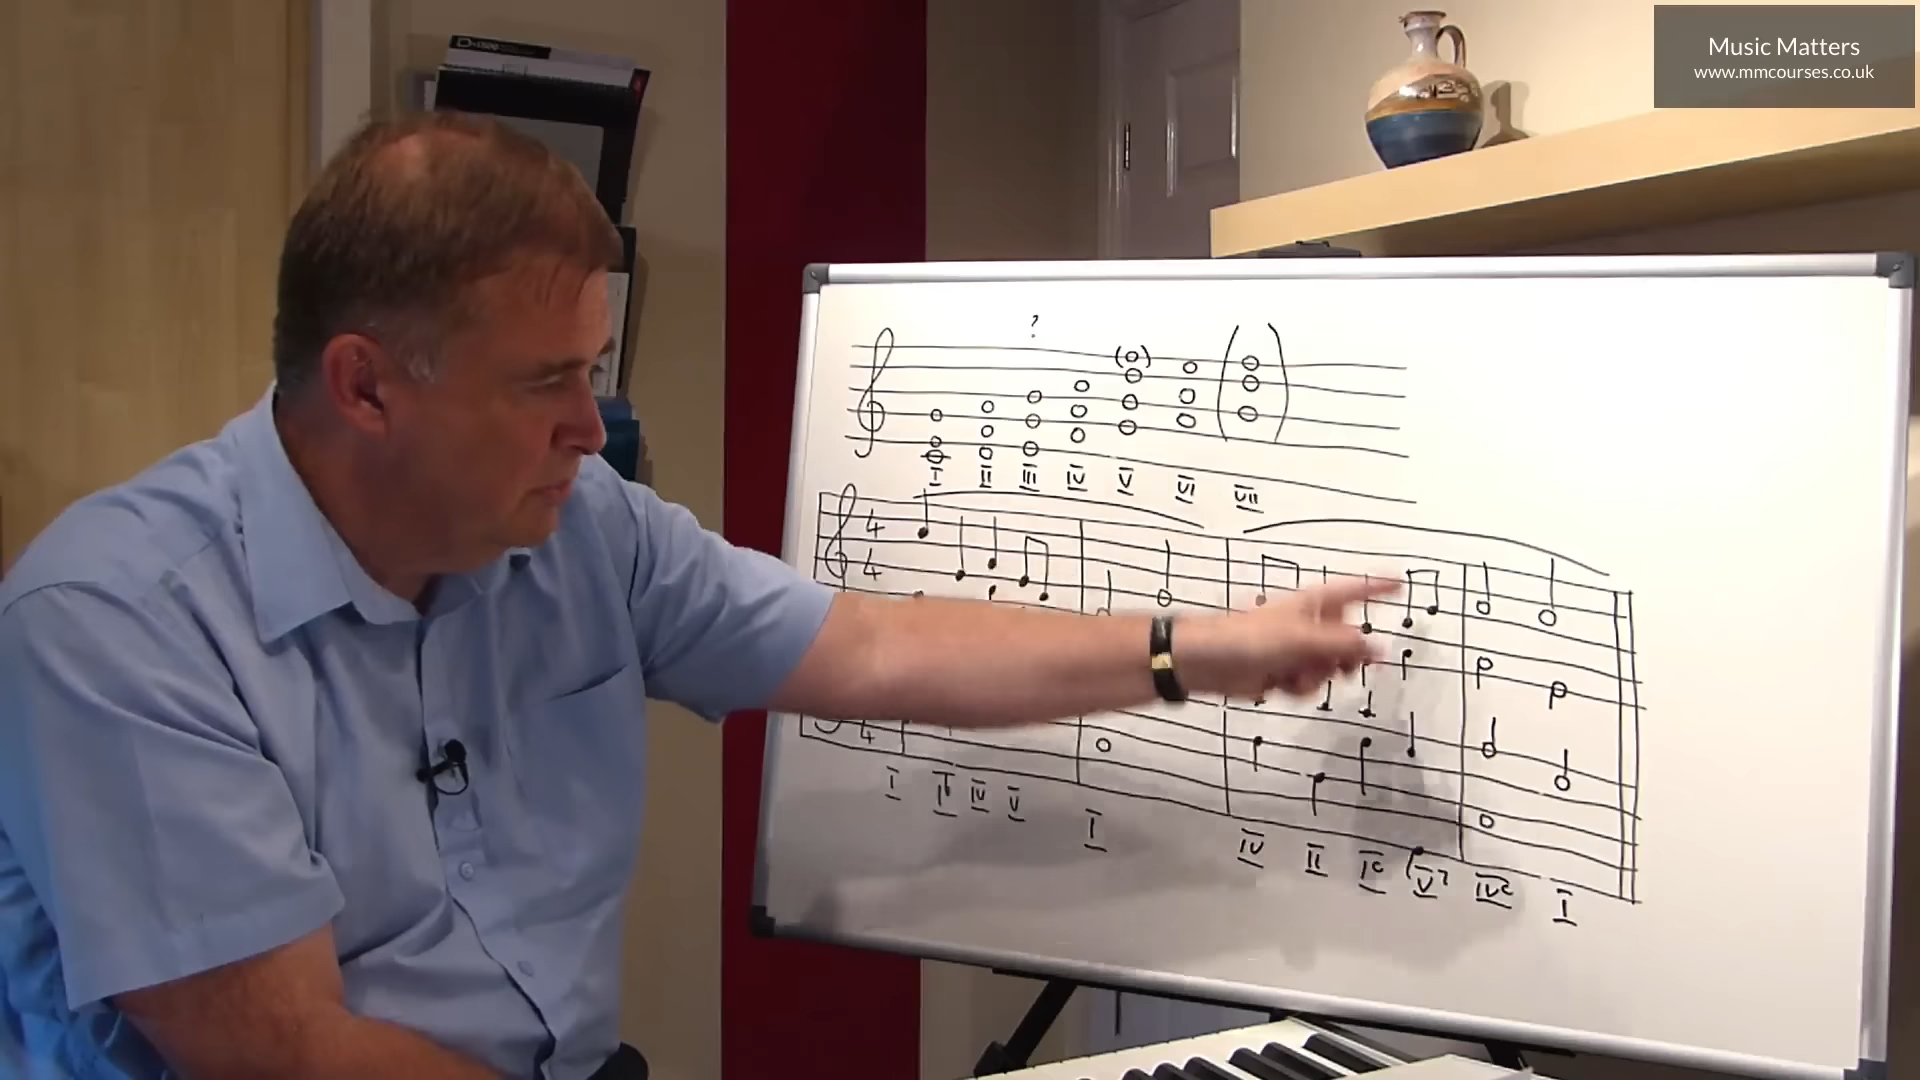 Music Matters
www.mmcourses.co.uk
?
I II III IV V VI VII
4
4
4
I Ib IV V I IV II Ic V7 IVc I